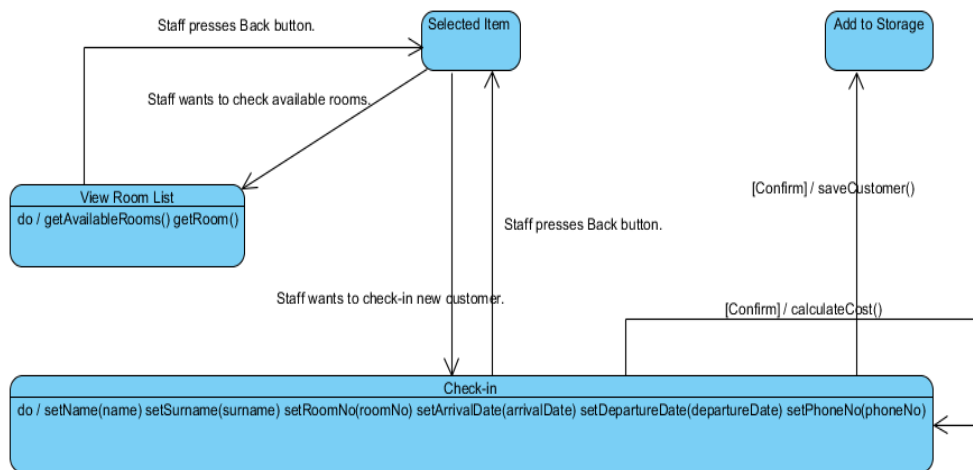 Staff presses Back button.
Selected Item
Add to Storage
Staff wants to check available rooms.
View Room List
do / getAvailableRooms() getRoom()
[Confirm] / saveCustomer()
Staff presses Back button.
Staff wants to check-in new customer.
[Confirm] / calculateCost()
Check-in
do / setName(name) setSurname(surname) setRoomNo(roomNo) setArrivalDate(arrivalDate) setDepartureDate(departureDate) setPhoneNo(phoneNo)